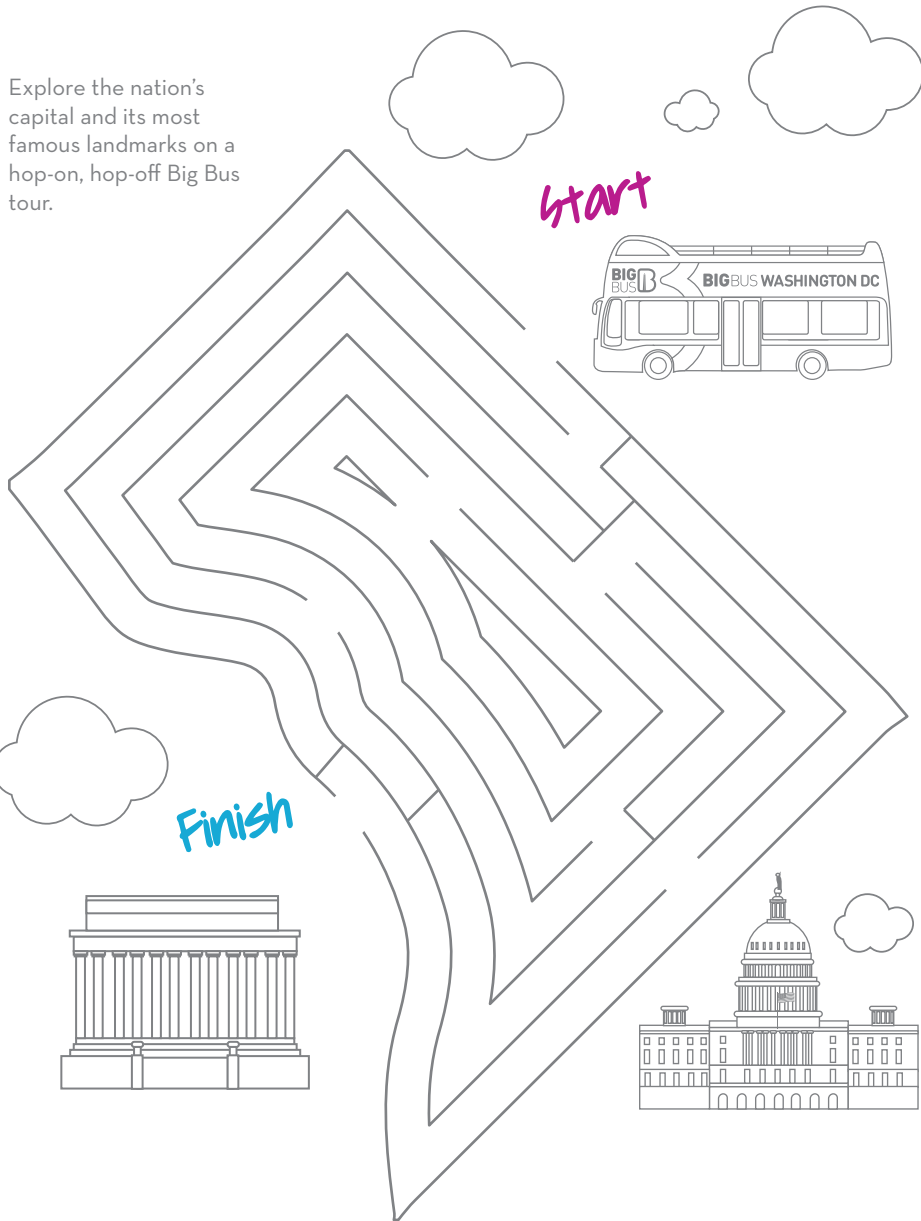 Explore the nation’s
capital and its most
famous landmarks on a
hop-on, hop-off Big Bus
tour.
Start
BIG BUS B
BIGBUS WASHINGTON DC
Finish